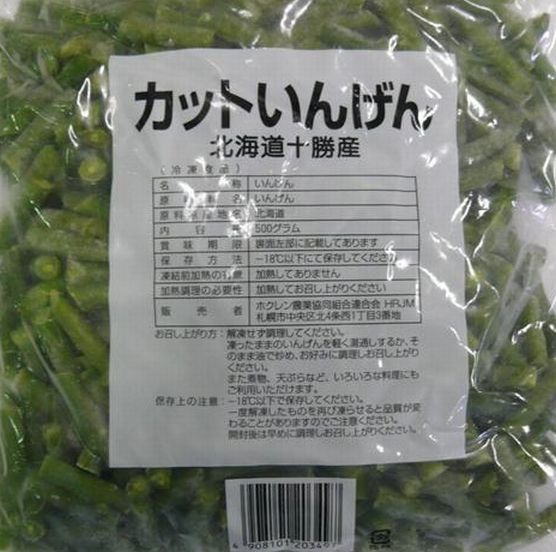 カットいんげん
北海道十勝産
（冷凍食品）
名称 いんげん
原料名 いんげん
原料原産地名 北海道
内容量 500グラム
賞味期限 裏面左部に記載してあります
保存方法 −18℃以下にて保存してください
凍結前加熱の有無 加熱してありません
加熱調理の必要性 加熱してお召し上がりください
販売者 ホクレン農業協同組合連合会 HRJM
札幌市中央区北4条西1丁目3番地
お召し上がり方：解凍せず調理してください。
凍ったままのいんげんを軽く湯通しするか、そ
のまま油で炒め、お好みに調理しお召し上がりください。
また煮物、天ぷらなど、いろいろな料理にも
ご利用いただけます。
保存上の注意：−18℃以下で保存してください。
一度解凍したものを再び凍らせると品質が変
わることがありますのでご注意ください。
開封後は早めに調理しお召し上がりください。
4 908101 203497